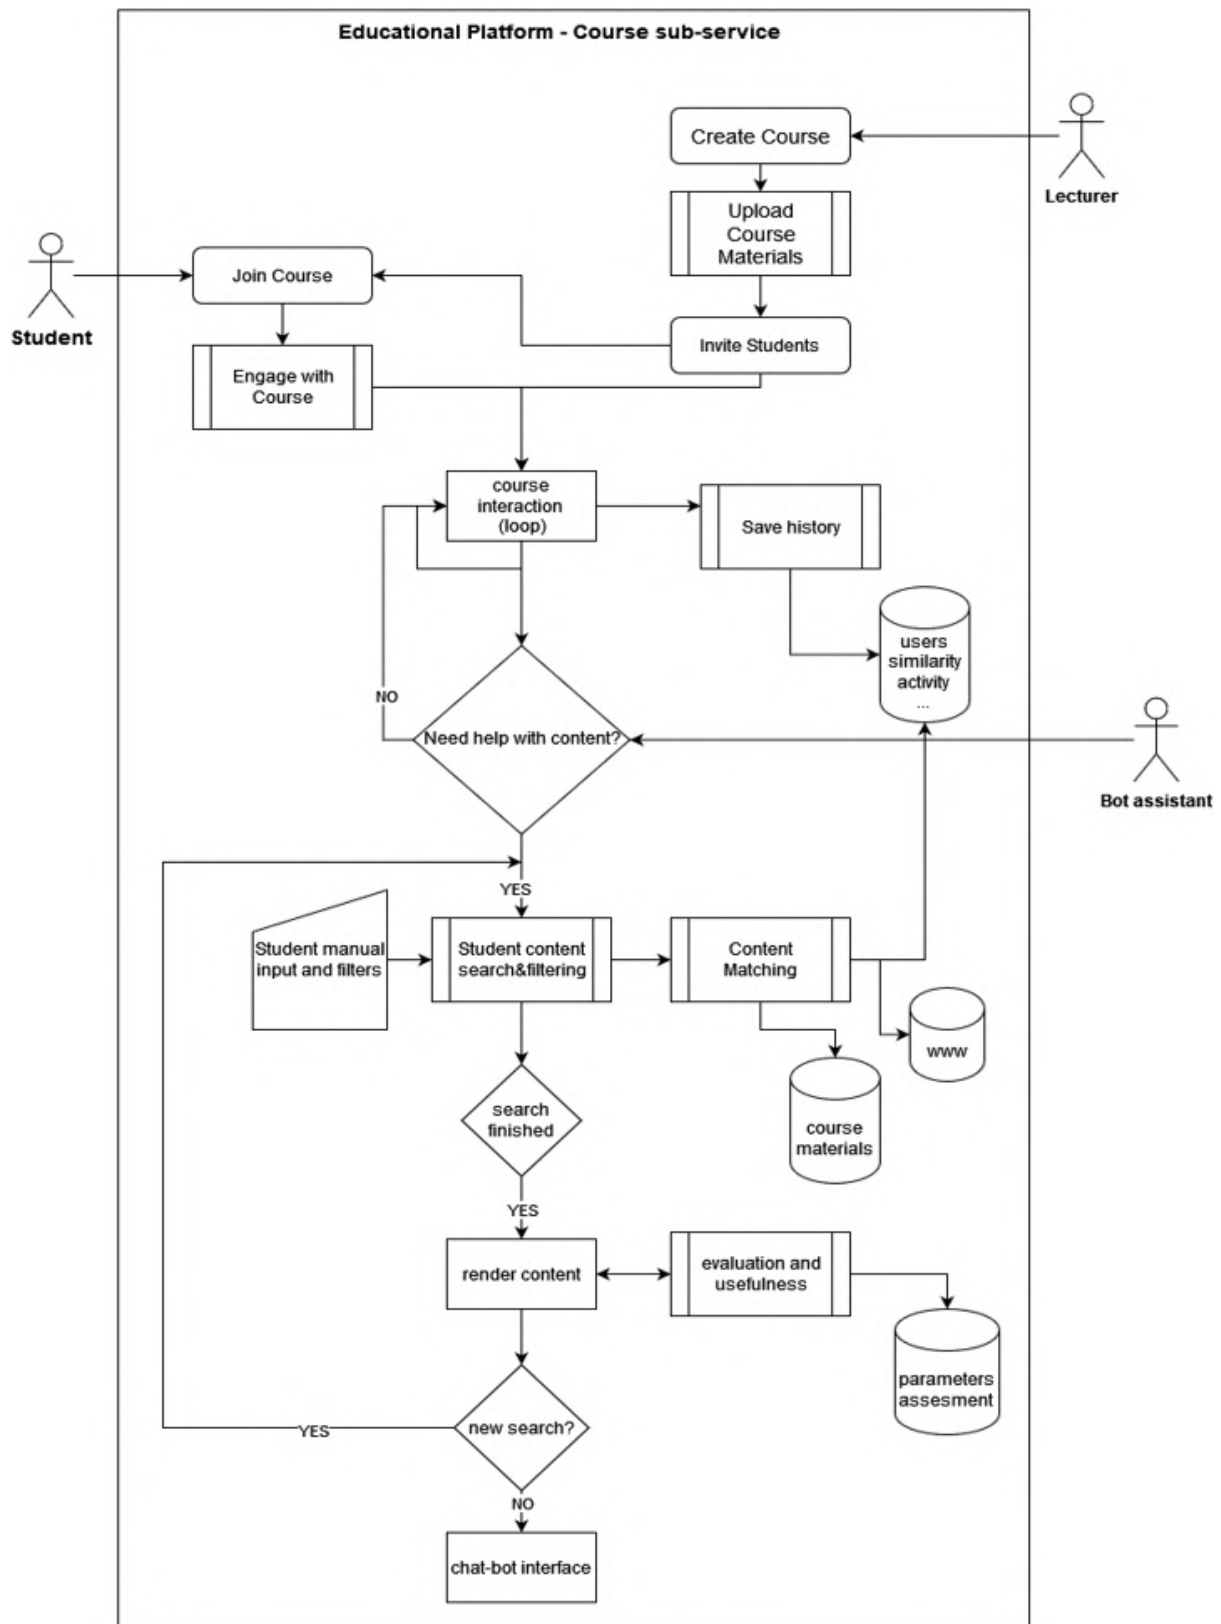 Educational Platform - Course sub-service
Create Course
Lecturer
Upload
Course
Materials
Join Course
Student
Invite Students
Engage with
Course
course
interaction
(loop)
Save history
users
similarity
activity
...
NO
Need help with content?
Bot assistant
YES
Student manual
input and filters
Student content
search&filtering
Content
Matching
www
search
finished
course
materials
YES
render content
evaluation and
usefulness
parameters
assesment
new search?
YES
NO
chat-bot interface